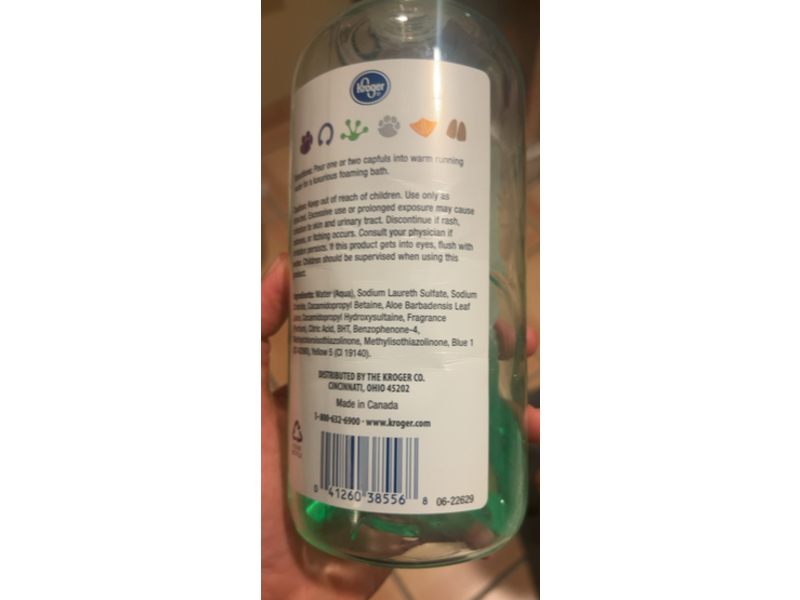 Kroger
Directions: Pour one or two capfuls into warm running
water for a luxurious foaming bath.
Caution: Keep out of reach of children. Use only as
directed. Excessive use or prolonged exposure may cause
irritation to skin and urinary tract. Discontinue if rash,
redness, or itching occurs. Consult your physician if
irritation persists. If this product gets into eyes, flush with
water. Children should be supervised when using this
product.
Ingredients: Water (Aqua), Sodium Laureth Sulfate, Sodium
Chloride, Cocamidopropyl Betaine, Aloe Barbadensis Leaf
Juice, Cocamidopropyl Hydroxysultaine, Fragrance
(Parfum), Citric Acid, BHT, Benzophenone-4,
Methylchloroisothiazolinone, Methylisothiazolinone, Blue 1
(CI 42090), Yellow 5 (CI 19140).
DISTRIBUTED BY THE KROGER CO.
CINCINNATI, OHIO 45202
Made in Canada
1-800-632-6900 · www.kroger.com
0 41260 38556 8
06-22629